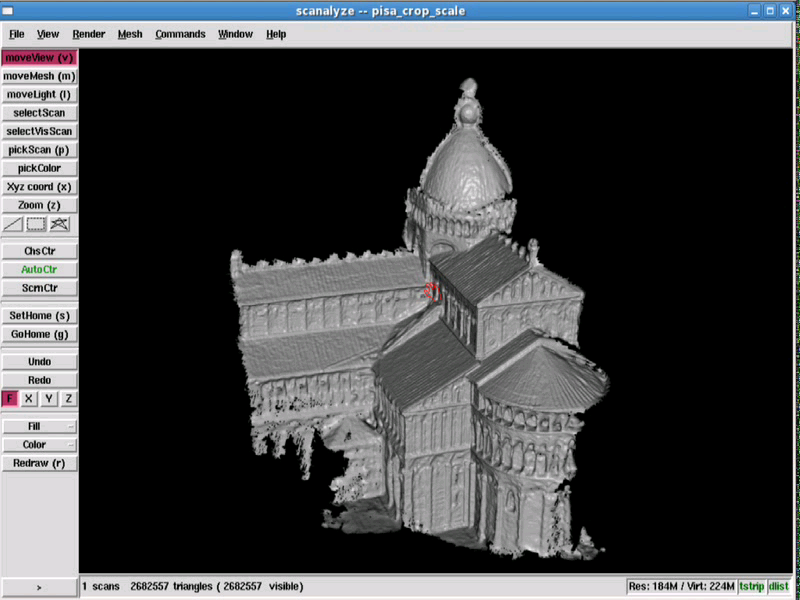 scanalyze -- pisa_crop_scale
File View Render Mesh Commands Window Help
moveView (v)
moveMesh (m)
moveLight (l)
selectScan
selectVisScan
pickScan (p)
pickColor
Xyz coord (x)
Zoom (z)
ChsCtr
AutoCtr
ScrnCtr
SetHome (s)
GoHome (g)
Undo
Redo
F X Y Z
Fill
Color
Redraw (r)
> 1 scans 2682557 triangles ( 2682557 visible) Res: 184M / Virt: 224M tstrip dlist